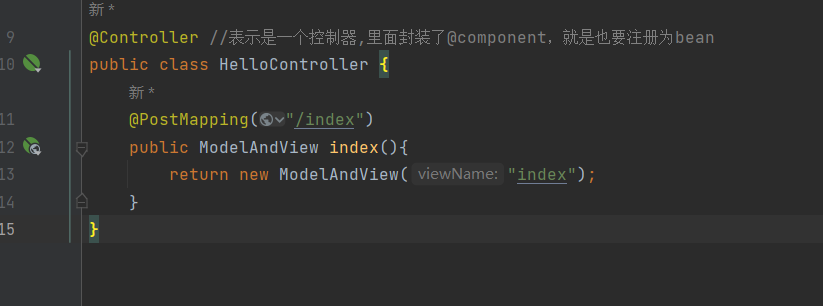 新 *
9 @Controller //表示是一个控制器,里面封装了@component，就是也要注册为bean
10 public class HelloController {
新 *
11 @PostMapping("/index")
12 public ModelAndView index(){
13 return new ModelAndView( viewName: "index");
14 }
15 }